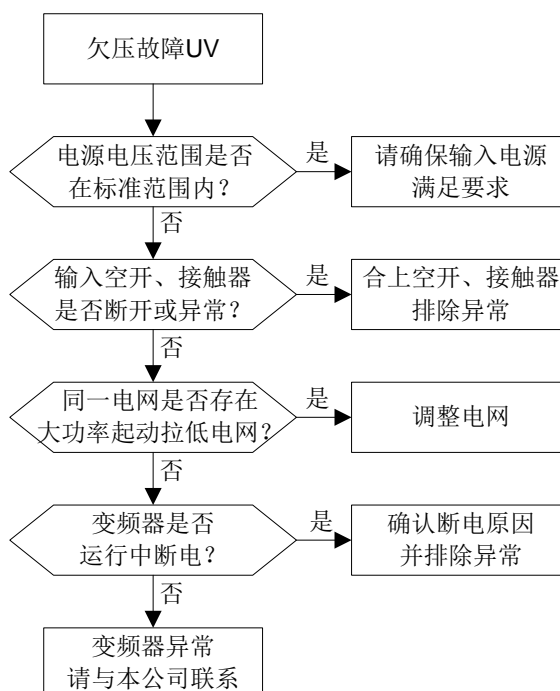 欠压故障UV
电源电压范围是否
在标准范围内?
是
请确保输入电源
满足要求
否
输入空开、接触器
是否断开或异常?
是
合上空开、接触器
排除异常
否
同一电网是否存在
大功率起动拉低电网?
是
调整电网
否
变频器是否
运行中断电?
是
确认断电原因
并排除异常
否
变频器异常
请与本公司联系